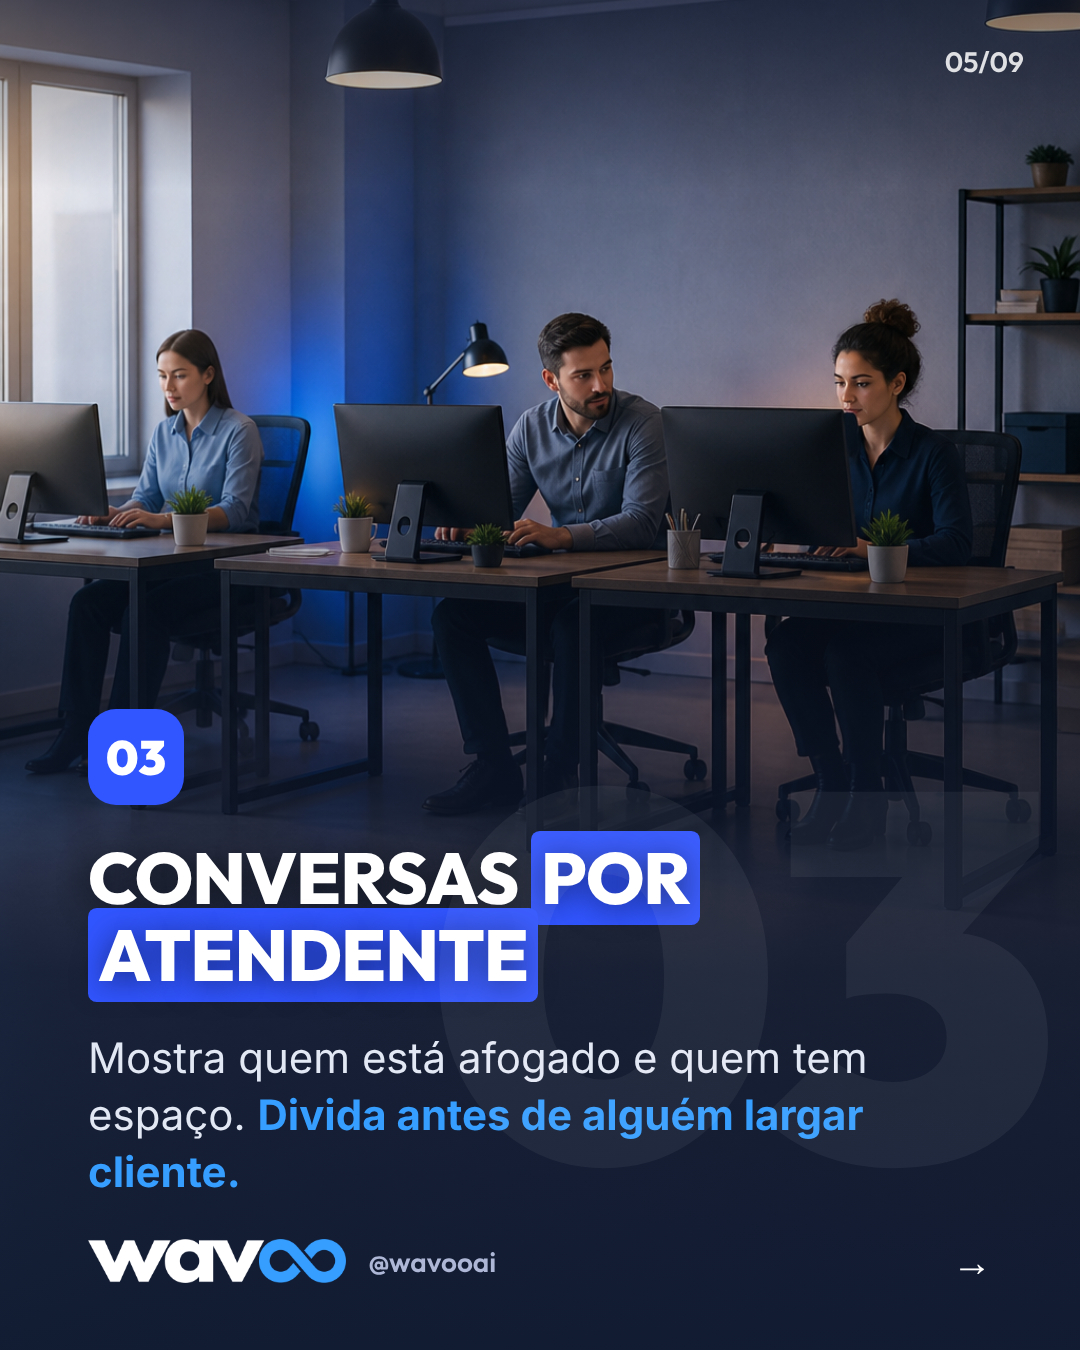 05/09
03
CONVERSAS POR
ATENDENTE
03
Mostra quem está afogado e quem tem
espaço. Divida antes de alguém largar
cliente.
wavoo @wavooai →